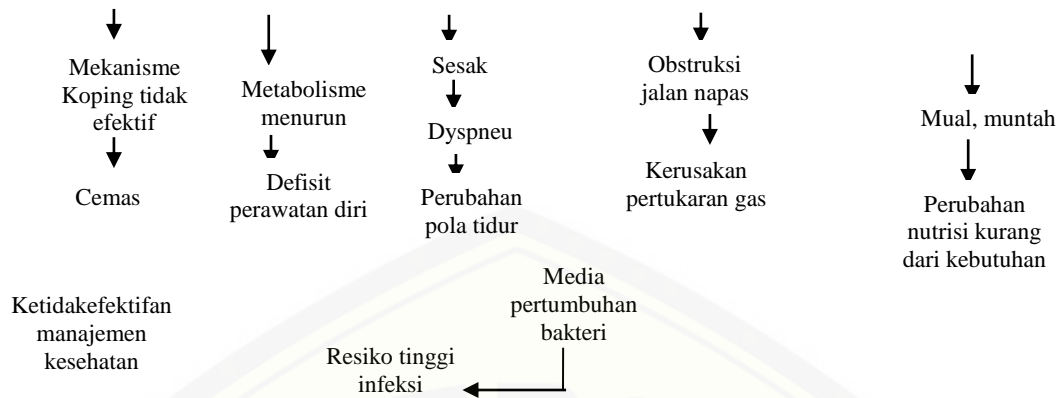 Mekanisme
Koping tidak
efektif
Cemas
Metabolisme
menurun
Defisit
perawatan diri
Sesak
Dyspneu
Perubahan
pola tidur
Obstruksi
jalan napas
Kerusakan
pertukaran gas
Mual, muntah
Perubahan
nutrisi kurang
dari kebutuhan
Ketidakefektifan
manajemen
kesehatan
Media
pertumbuhan
bakteri
Resiko tinggi
infeksi